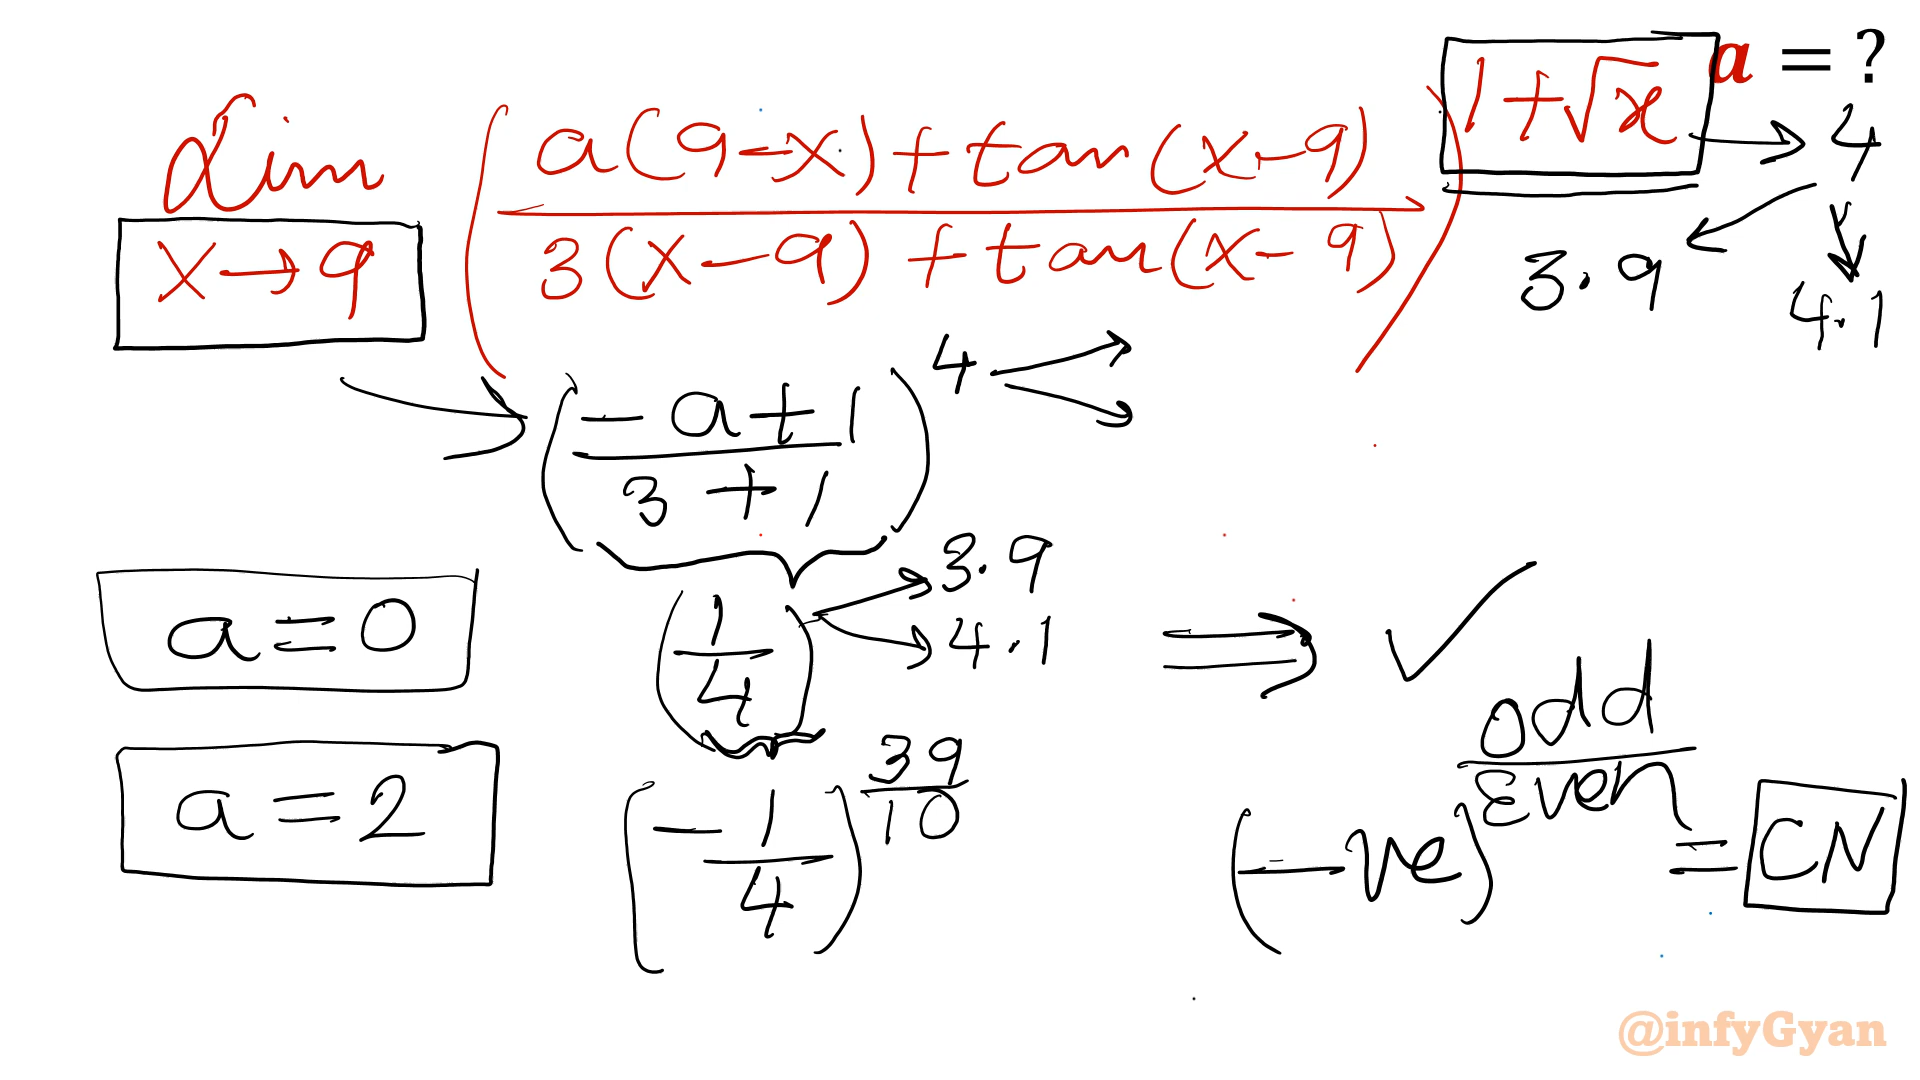 a = ?
Lim x→9 ( a(9-x)+tan(x-9) / 3(x-9)+tan(x-9) ) 1+√x → 4
3.9
4.1
( -a+1 / 3+1 ) 4
a=0
( 1/4 ) 3.9
4.1 ⇒ ✓
a=2
( -1/4 ) 39/10
(-ve) odd/Even = CN
@infyGyan